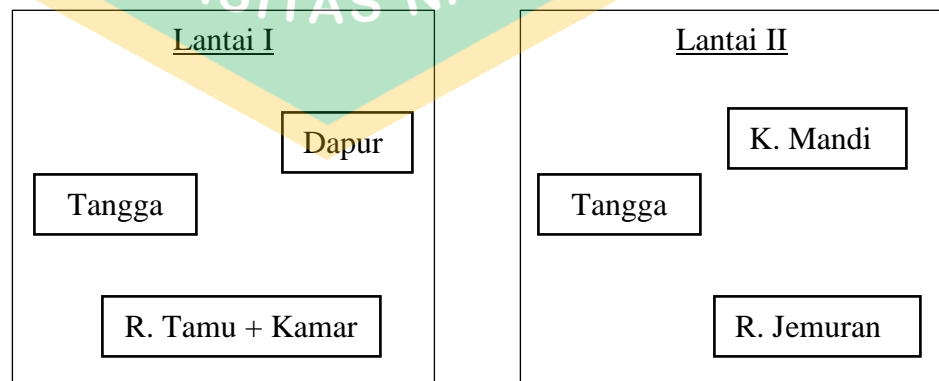 Lantai I
Dapur
Tangga
R. Tamu + Kamar
Lantai II
K. Mandi
Tangga
R. Jemuran